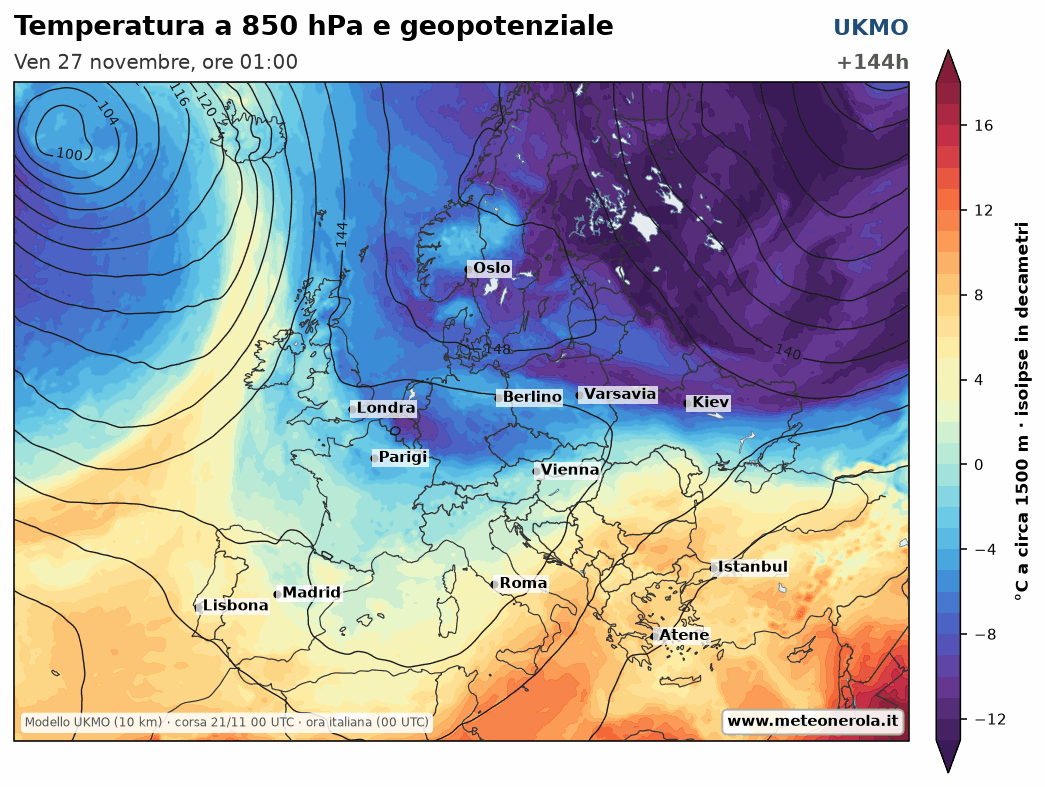 Temperatura a 850 hPa e geopotenziale
UKMO
Ven 27 novembre, ore 01:00
+144h
104
116
120
100
144
148
140
Oslo
Londra
Berlino
Varsavia
Kiev
Parigi
Vienna
Istanbul
Roma
Madrid
Lisbona
Atene
16
12
8
4
0
−4
−8
−12
°C a circa 1500 m · isoipse in decametri
Modello UKMO (10 km) · corsa 21/11 00 UTC · ora italiana (00 UTC)
www.meteonerola.it